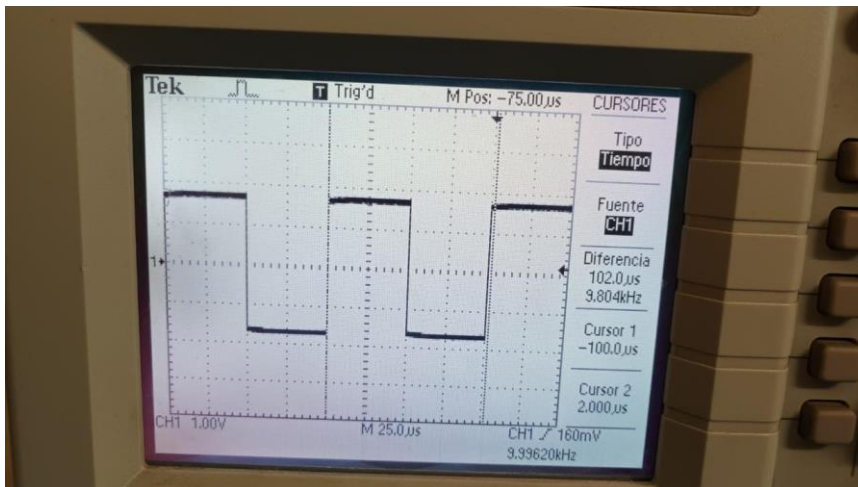 Tek T Trig'd M Pos: -75.00µs CURSORES
Tipo
Tiempo
Fuente
CH1
1+
Diferencia
102.0µs
9.804kHz
Cursor 1
-100.0µs
Cursor 2
2.000µs
CH1 1.00V M 25.0µs CH1 160mV
9.99620kHz